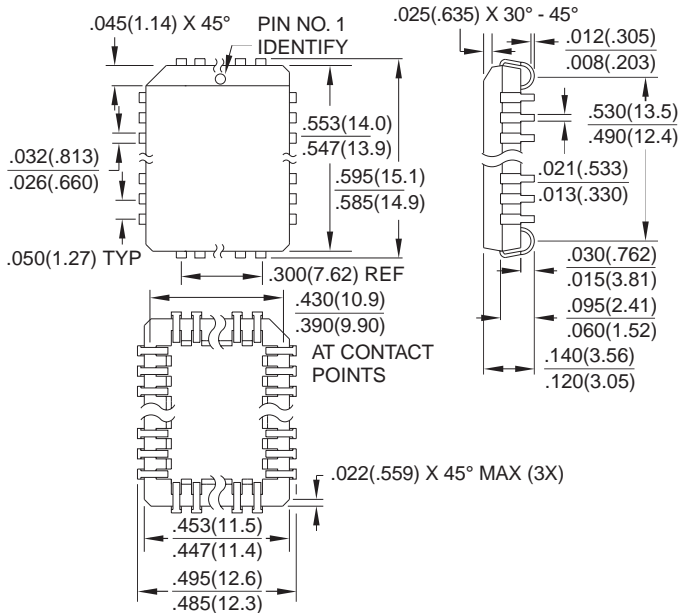 .045(1.14) X 45°
PIN NO. 1
IDENTIFY
.025(.635) X 30° - 45°
.012(.305)
.008(.203)
.553(14.0)
.547(13.9)
.530(13.5)
.490(12.4)
.032(.813)
.026(.660)
.595(15.1)
.585(14.9)
.021(.533)
.013(.330)
.050(1.27) TYP
.300(7.62) REF
.030(.762)
.015(3.81)
.430(10.9)
.390(9.90)
AT CONTACT
POINTS
.095(2.41)
.060(1.52)
.140(3.56)
.120(3.05)
.022(.559) X 45° MAX (3X)
.453(11.5)
.447(11.4)
.495(12.6)
.485(12.3)